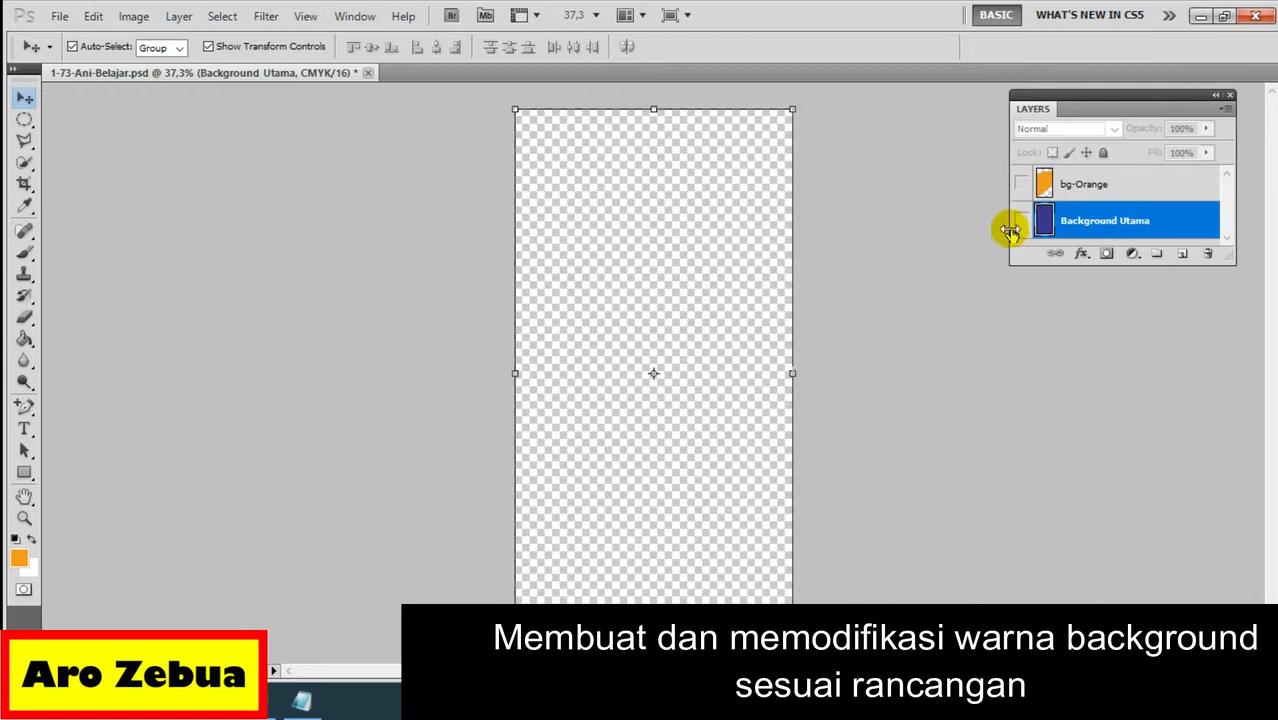 Ps File Edit Image Layer Select Filter View Window Help Br Mb 37,3 BASIC WHAT'S NEW IN CS5
Auto-Select: Group Show Transform Controls
1-73-Ani-Belajar.psd @ 37,3% (Background Utama, CMYK/16) *
LAYERS
Normal Opacity: 100%
Lock: Fill: 100%
bg-Orange
Background Utama
fx
T
Membuat dan memodifikasi warna background
sesuai rancangan
Aro Zebua